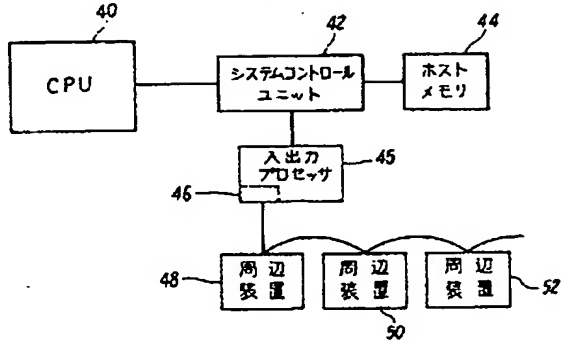 40
42
44
CPU
システムコントロール
ユニット
ホスト
メモリ
入出力
プロセッサ
45
46
周辺
装置
周辺
装置
周辺
装置
48
50
52